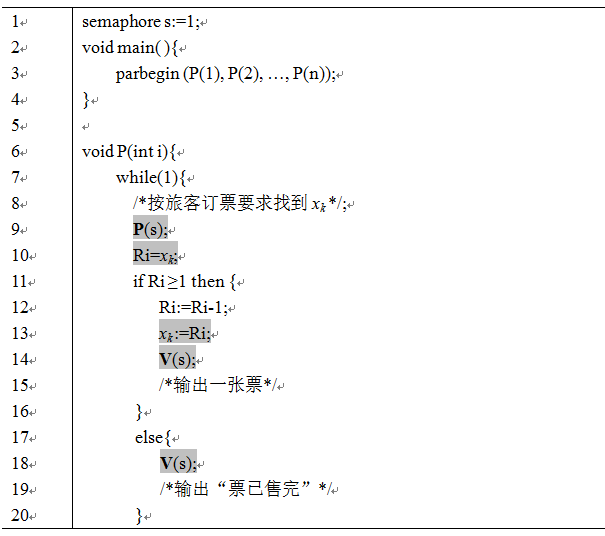 1 semaphore s:=1;
2 void main( ){
3 parbegin (P(1), P(2), …, P(n));
4 }
5
6 void P(int i){
7 while(1){
8 /*按旅客订票要求找到 xk */;
9 P(s);
10 Ri=xk;
11 if Ri ≥1 then {
12 Ri:=Ri-1;
13 xk:=Ri;
14 V(s);
15 /*输出一张票*/
16 }
17 else{
18 V(s);
19 /*输出“票已售完”*/
20 }